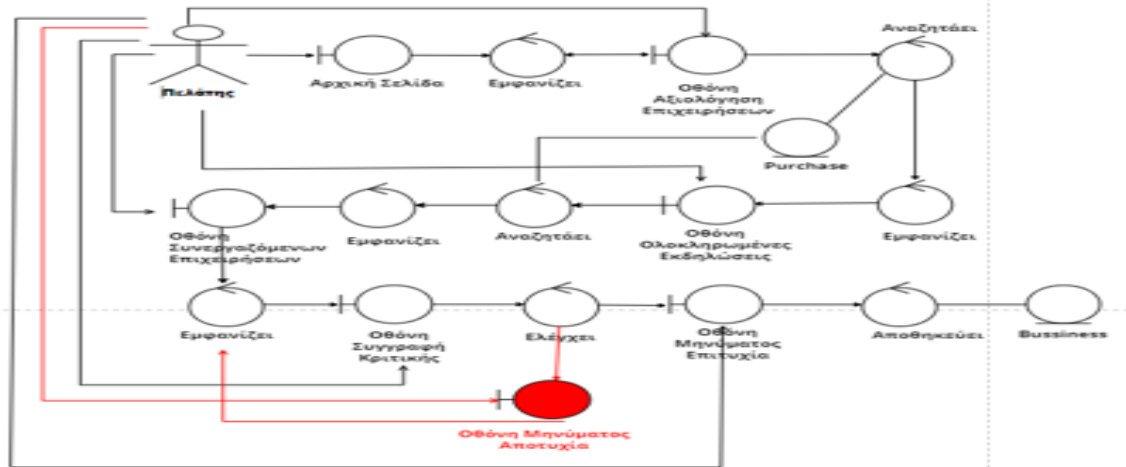 Αναζητάει
Πελάτης
Αρχική Σελίδα
Εμφανίζει
Οθόνη
Αξιολόγηση
Επιχειρήσεων
Purchase
Οθόνη
Συνεργαζόμενων
Επιχειρήσεων
Εμφανίζει
Αναζητάει
Οθόνη
Ολοκληρωμένες
Εκδηλώσεις
Εμφανίζει
Εμφανίζει
Οθόνη
Συγγραφή
Κριτικής
Ελέγχει
Οθόνη
Μηνύματος
Επιτυχία
Αποθηκεύει
Bussiness
Οθόνη Μηνύματος
Αποτυχία